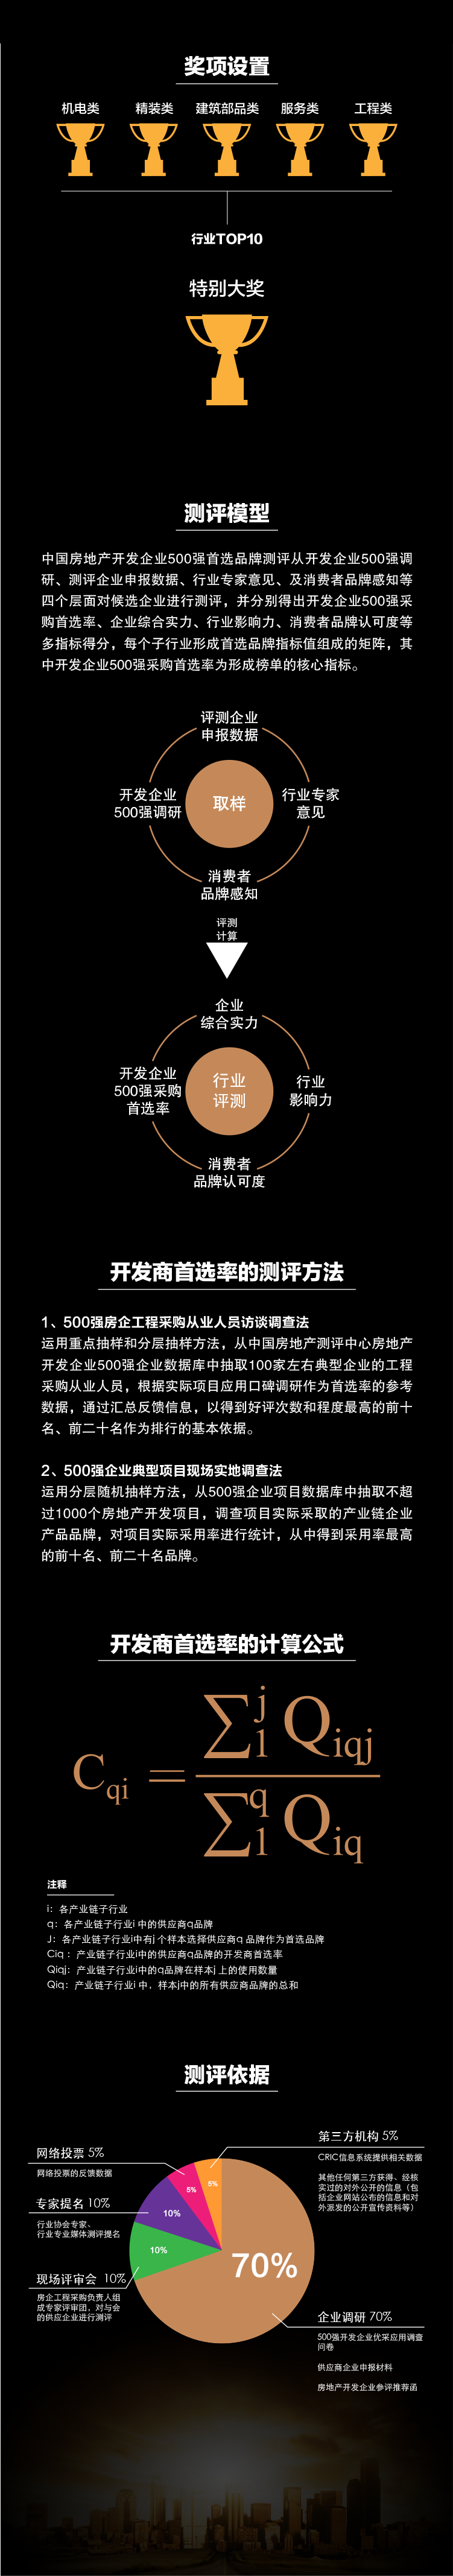 奖项设置
机电类 精装类 建筑部品类 服务类 工程类
行业TOP10
特别大奖
测评模型
中国房地产开发企业500强首选品牌测评从开发企业500强调
研、测评企业申报数据、行业专家意见、及消费者品牌感知等
四个层面对候选企业进行测评，并分别得出开发企业500强采
购首选率、企业综合实力、行业影响力、消费者品牌认可度等
多指标得分，每个子行业形成首选品牌指标值组成的矩阵，其
中开发企业500强采购首选率为形成榜单的核心指标。
评测企业
申报数据
开发企业
500强调研
取样
行业专家
意见
消费者
品牌感知
评测
计算
企业
综合实力
开发企业
500强采购
首选率
行业
评测
行业
影响力
消费者
品牌认可度
开发商首选率的测评方法
1、500强房企工程采购从业人员访谈调查法
运用重点抽样和分层抽样方法，从中国房地产测评中心房地产
开发企业500强企业数据库中抽取100家左右典型企业的工程
采购从业人员，根据实际项目应用口碑调研作为首选率的参考
数据，通过汇总反馈信息，以得到好评次数和程度最高的前十
名、前二十名作为排行的基本依据。
2、500强企业典型项目现场实地调查法
运用分层随机抽样方法，从500强企业项目数据库中抽取不超
过1000个房地产开发项目，调查项目实际采取的产业链企业
产品品牌，对项目实际采用率进行统计，从中得到采用率最高
的前十名、前二十名品牌。
开发商首选率的计算公式
C_qi = ∑_1^j Q_iqj / ∑_1^q Q_iq
注释
i：各产业链子行业
q：各产业链子行业i 中的供应商q品牌
J：各产业链子行业i中有j 个样本选择供应商q 品牌作为首选品牌
Ciq ：产业链子行业i中的供应商q品牌的开发商首选率
Qiqj：产业链子行业i中的q品牌在样本j 上的使用数量
Qiq：产业链子行业i 中，样本j中的所有供应商品牌的总和
测评依据
第三方机构 5%
CRIC信息系统提供相关数据
其他任何第三方获得、经核
实过的对外公开的信息（包
括企业网站公布的信息和对
外派发的公开宣传资料等）
网络投票 5%
网络投票的反馈数据
专家提名 10%
行业协会专家、
行业专业媒体测评提名
现场评审会 10%
房企工程采购负责人组
成专家评审团，对与会
的供应企业进行测评
5%
5%
10%
10%
70%
企业调研 70%
500强开发企业优采应用调查
问卷
供应商企业申报材料
房地产开发企业参评推荐函